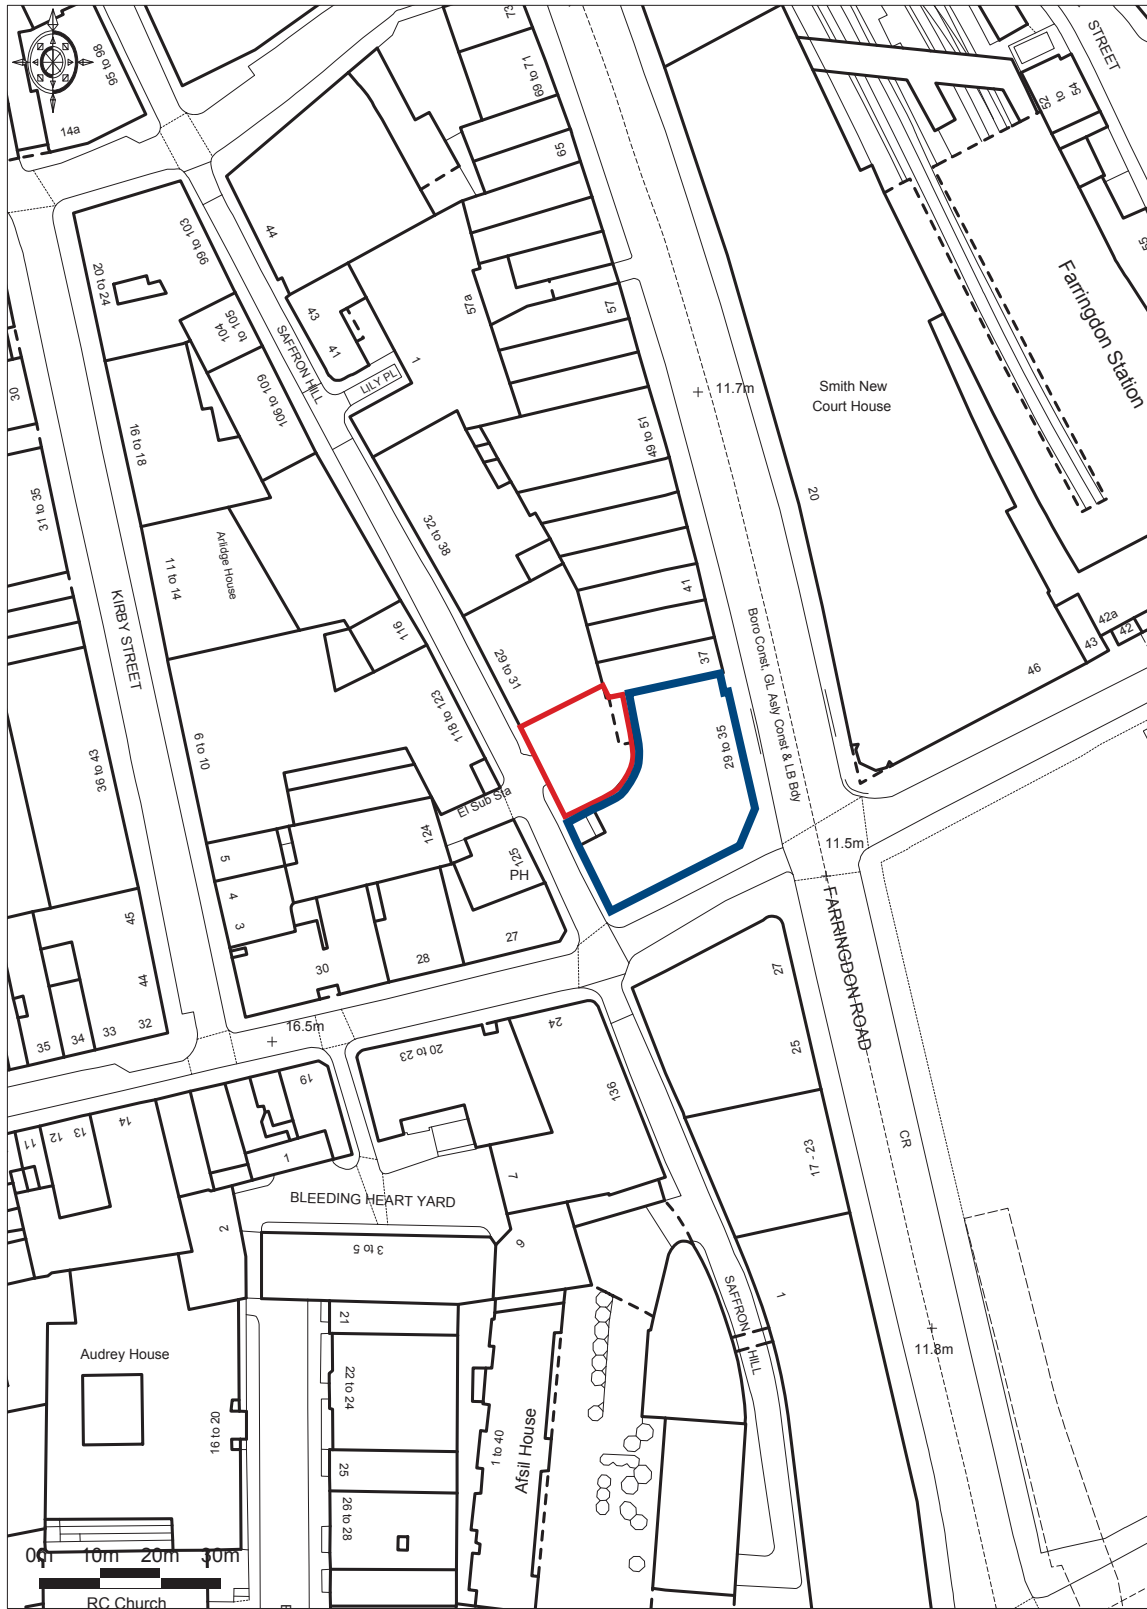 95 to 98
14a
73
69 to 71
65
STREET
54
to
52
55
99 to 103
20 to 24
44
104
to 105
SAFFRON HILL
43
41
LILY PL
1
57a
57
Farringdon Station
30
106 to 109
16 to 18
11.7m
Smith New
Court House
49 to 51
20
31 to 35
32 to 38
Arlidge House
11 to 14
KIRBY STREET
116
41
29 to 31
37
Boro Const, GL Asly Const & LB Bdy
42a
42
43
46
118 to 123
6 to 10
36 to 43
29 to 35
El Sub Sta
124
125
PH
11.5m
5
4
3
45
44
30
28
27
27
FARRINGDON ROAD
35
34
33
32
16.5m
20 to 23
24
25
19
136
11
12
13
14
1
7
17 - 23
CR
BLEEDING HEART YARD
2
3 to 5
6
SAFFRON
HILL
1
11.8m
21
Audrey House
22 to 24
16 to 20
1 to 40
Afsil House
25
26 to 28
0m
10m
20m
30m
RC Church